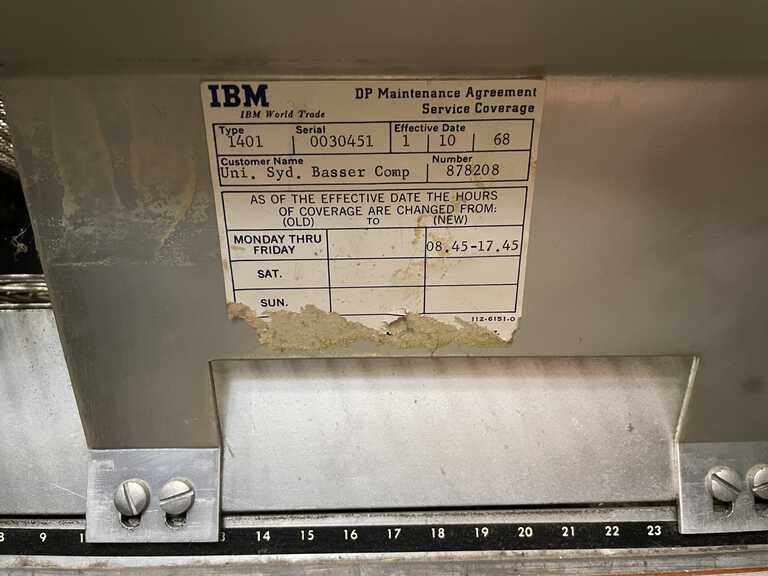 IBM DP Maintenance Agreement
IBM World Trade Service Coverage
Type Serial Effective Date
1401 0030451 1 10 68
Customer Name Number
Uni. Syd. Basser Comp 878208
AS OF THE EFFECTIVE DATE THE HOURS
OF COVERAGE ARE CHANGED FROM:
(OLD) TO (NEW)
MONDAY THRU
FRIDAY 08.45-17.45
SAT.
SUN.
112-6151-0
8 9 14 15 16 17 18 19 20 21 22 23